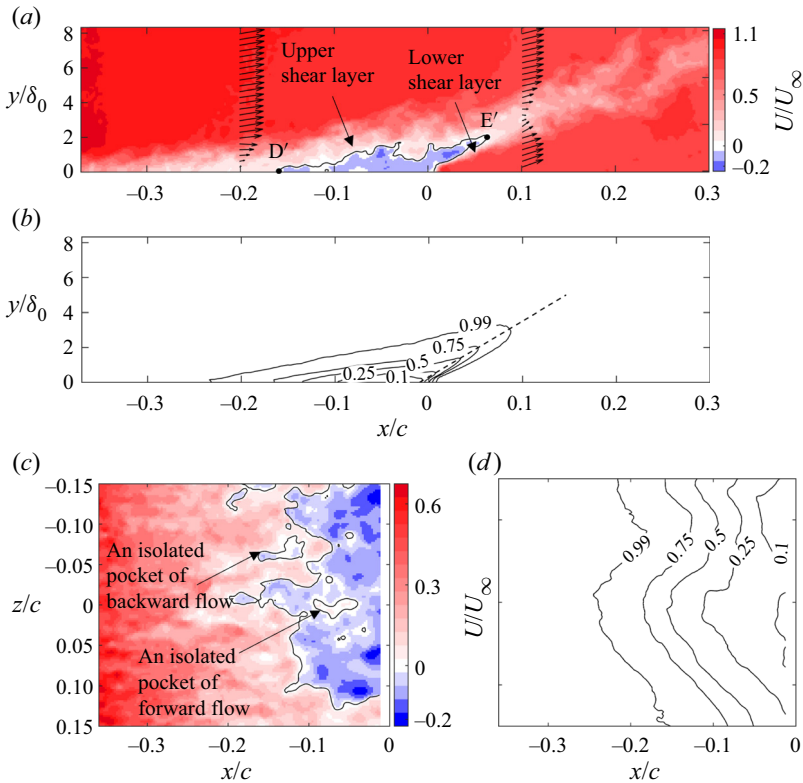 (a)
8
6
4
2
0
y/δ0
Upper
shear layer
Lower
shear layer
D′
E′
1.1
0.5
0
–0.2
U/U∞
–0.3 –0.2 –0.1 0 0.1 0.2 0.3
(b)
8
6
4
2
0
y/δ0
0.99
0.75
0.5
0.25
0.1
–0.3 –0.2 –0.1 0 0.1 0.2 0.3
x/c
(c)
–0.15
–0.10
–0.05
0
0.05
0.10
0.15
z/c
An isolated
pocket of
backward flow
An isolated
pocket of
forward flow
0.6
0.3
0
–0.2
–0.3 –0.2 –0.1 0
x/c
(d)
U/U∞
0.99
0.75
0.5
0.25
0.1
–0.3 –0.2 –0.1 0
x/c